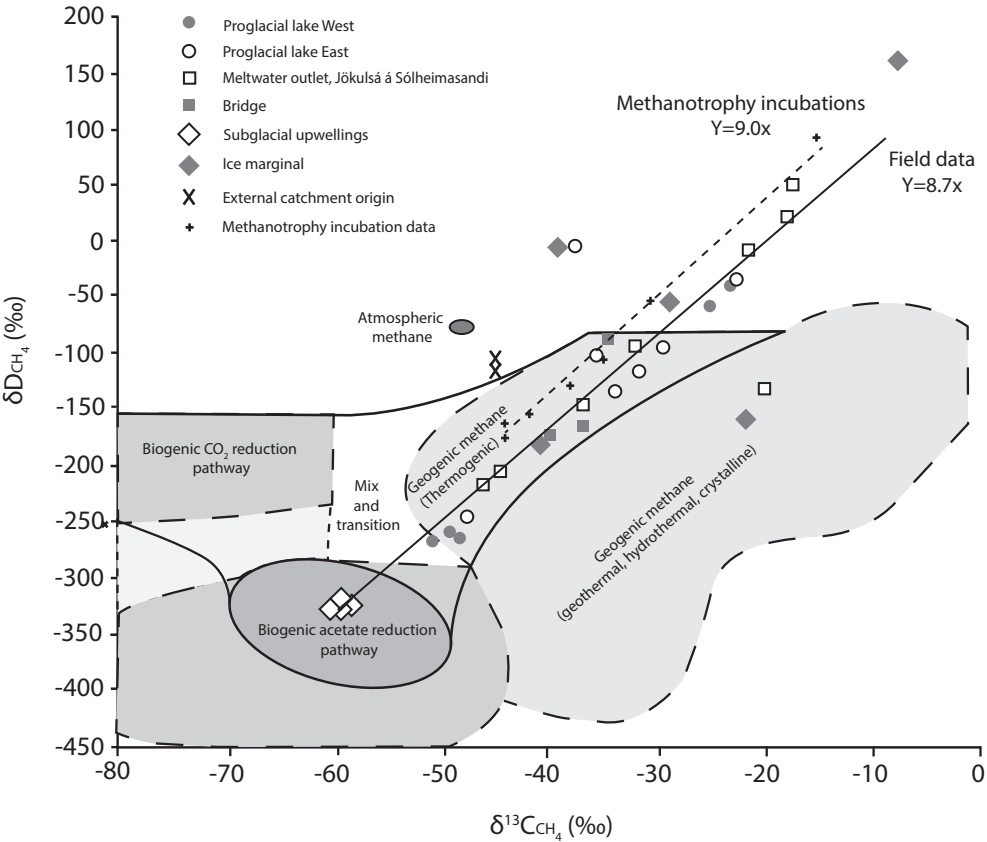 200
150
100
50
0
-50
-100
-150
-200
-250
-300
-350
-400
-450
δDCH₄ (‰)
Proglacial lake West
Proglacial lake East
Meltwater outlet, Jökulsá á Sólheimasandi
Bridge
Subglacial upwellings
Ice marginal
External catchment origin
Methanotrophy incubation data
Methanotrophy incubations
Y=9.0x
Field data
Y=8.7x
Atmospheric
methane
Biogenic CO₂ reduction
pathway
Mix
and
transition
Geogenic methane
(Thermogenic)
Geogenic methane
(geothermal, hydrothermal, crystalline)
Biogenic acetate reduction
pathway
-80 -70 -60 -50 -40 -30 -20 -10 0
δ¹³CCH₄ (‰)